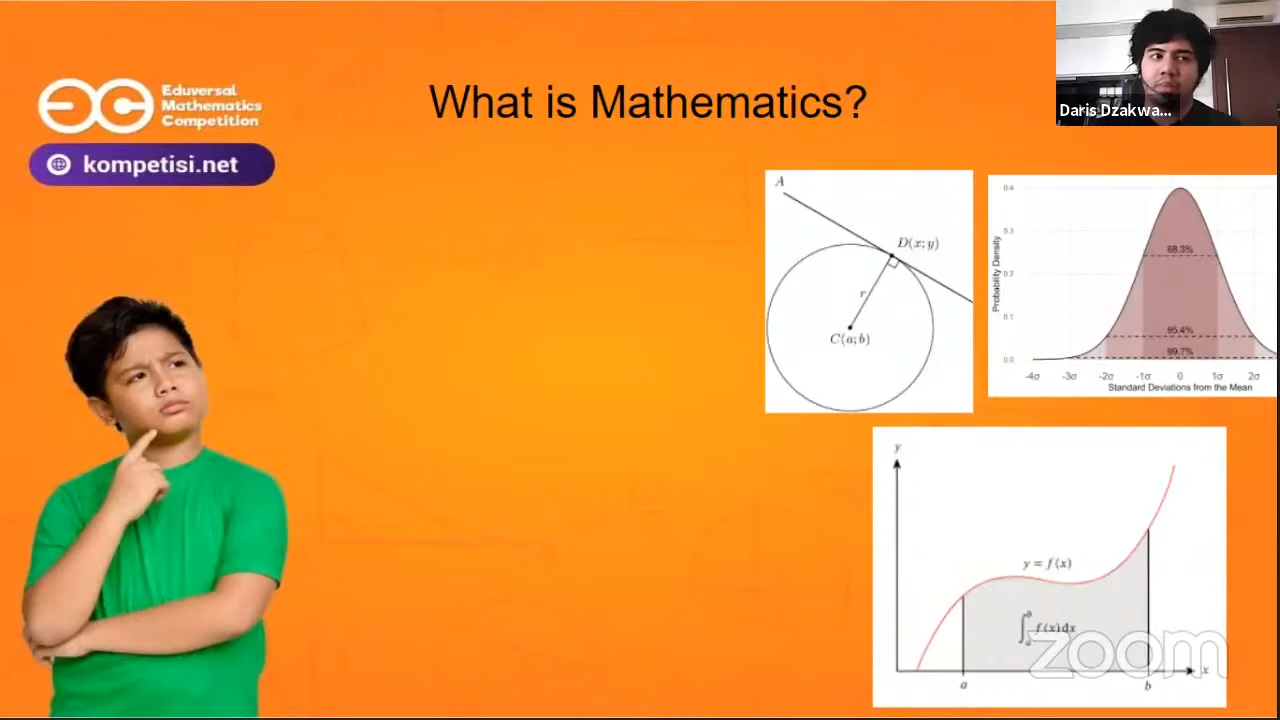 Eduversal
Mathematics
Competition
kompetisi.net
What is Mathematics?
Daris Dzakwa...
A
D(x; y)
r
C(a; b)
Probability Density
0.4
0.3
0.2
0.1
0.0
68.3%
95.4%
99.7%
-4σ -3σ -2σ -1σ 0 1σ 2σ
Standard Deviations from the Mean
y
y = f(x)
∫ₐᵇ f(x)dx
a
b
x
zoom